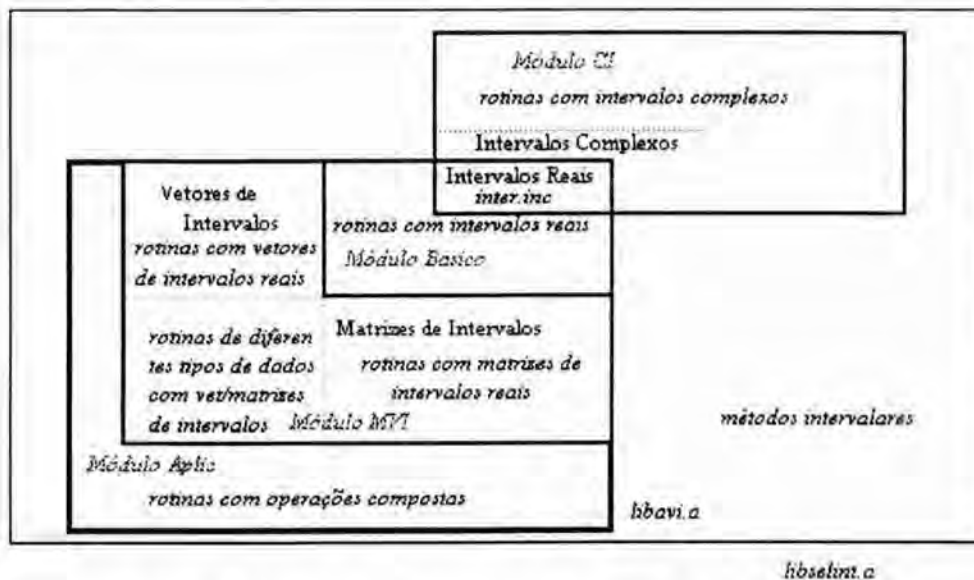 Módulo CI
rotinas com intervalos complexos
Intervalos Complexos
Intervalos Reais
inter.inc
rotinas com intervalos reais
Módulo Basico
Vetores de
Intervalos
rotinas com vetores
de intervalos reais
rotinas de diferen
tes tipos de dados
com vet/matrizes
de intervalos
Módulo MVI
Matrizes de Intervalos
rotinas com matrizes de
intervalos reais
métodos intervalares
Módulo Aplic
rotinas com operações compostas
libavi.a
libselint.a